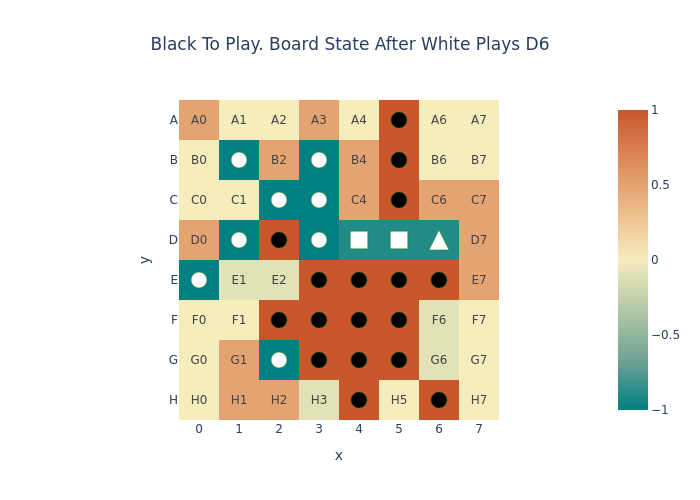 Black To Play. Board State After White Plays D6
A A0 A1 A2 A3 A4 A6 A7
B B0 B2 B4 B6 B7
C C0 C1 C4 C6 C7
D D0 D7
E E1 E2 E7
F F0 F1 F6 F7
G G0 G1 G6 G7
H H0 H1 H2 H3 H5 H7
0 1 2 3 4 5 6 7
x
y
1
0.5
0
−0.5
−1